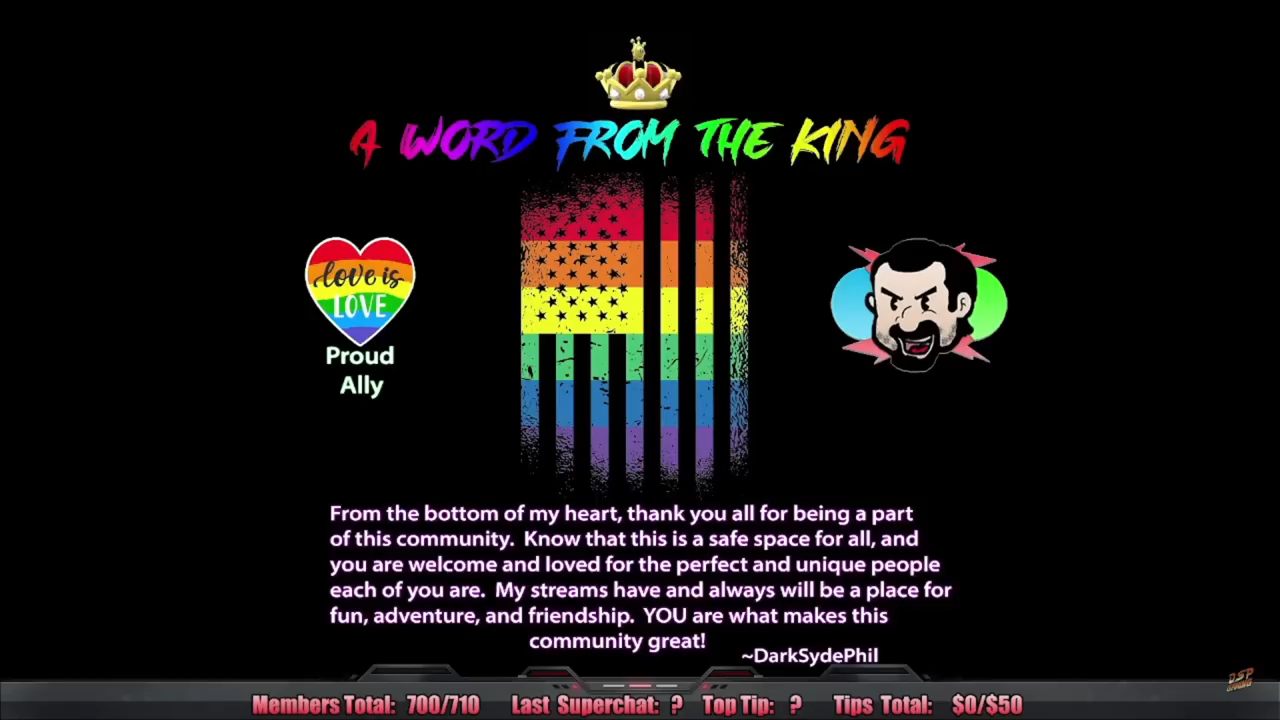 A WORD FROM THE KING
love is
LOVE
Proud
Ally
From the bottom of my heart, thank you all for being a part
of this community.  Know that this is a safe space for all, and
you are welcome and loved for the perfect and unique people
each of you are.  My streams have and always will be a place for
fun, adventure, and friendship.  YOU are what makes this
community great!
~DarkSydePhil
DSP
GAMING
Members Total: 700/710 Last Superchat: ? Top Tip: ? Tips Total: $0/$50